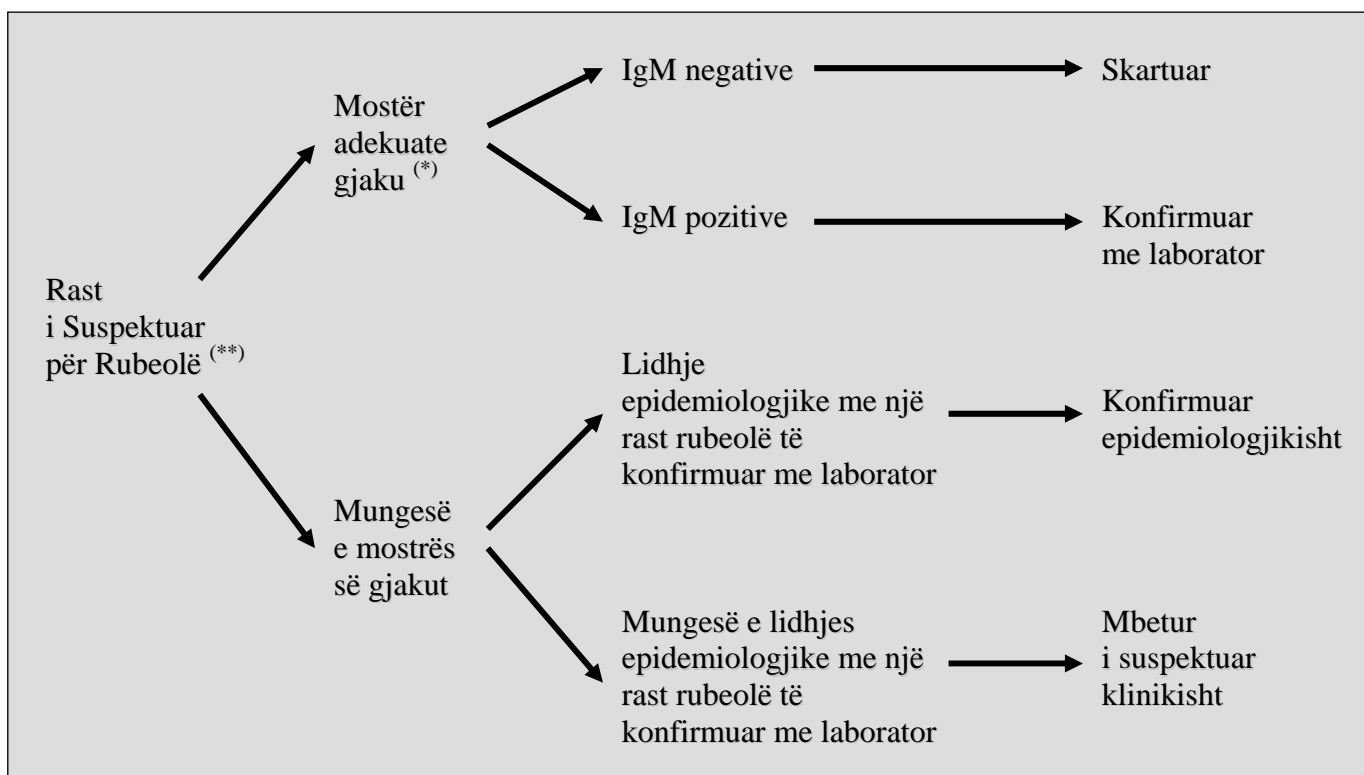 Rast
i Suspektuar
për Rubeolë (**)
Mostër
adekuate
gjaku (*)
IgM negative
Skartuar
IgM pozitive
Konfirmuar
me laborator
Mungesë
e mostrës
së gjakut
Lidhje
epidemiologjike me një
rast rubeolë të
konfirmuar me laborator
Konfirmuar
epidemiologjikisht
Mungesë e lidhjes
epidemiologjike me një
rast rubeolë të
konfirmuar me laborator
Mbetur
i suspektuar
klinikisht